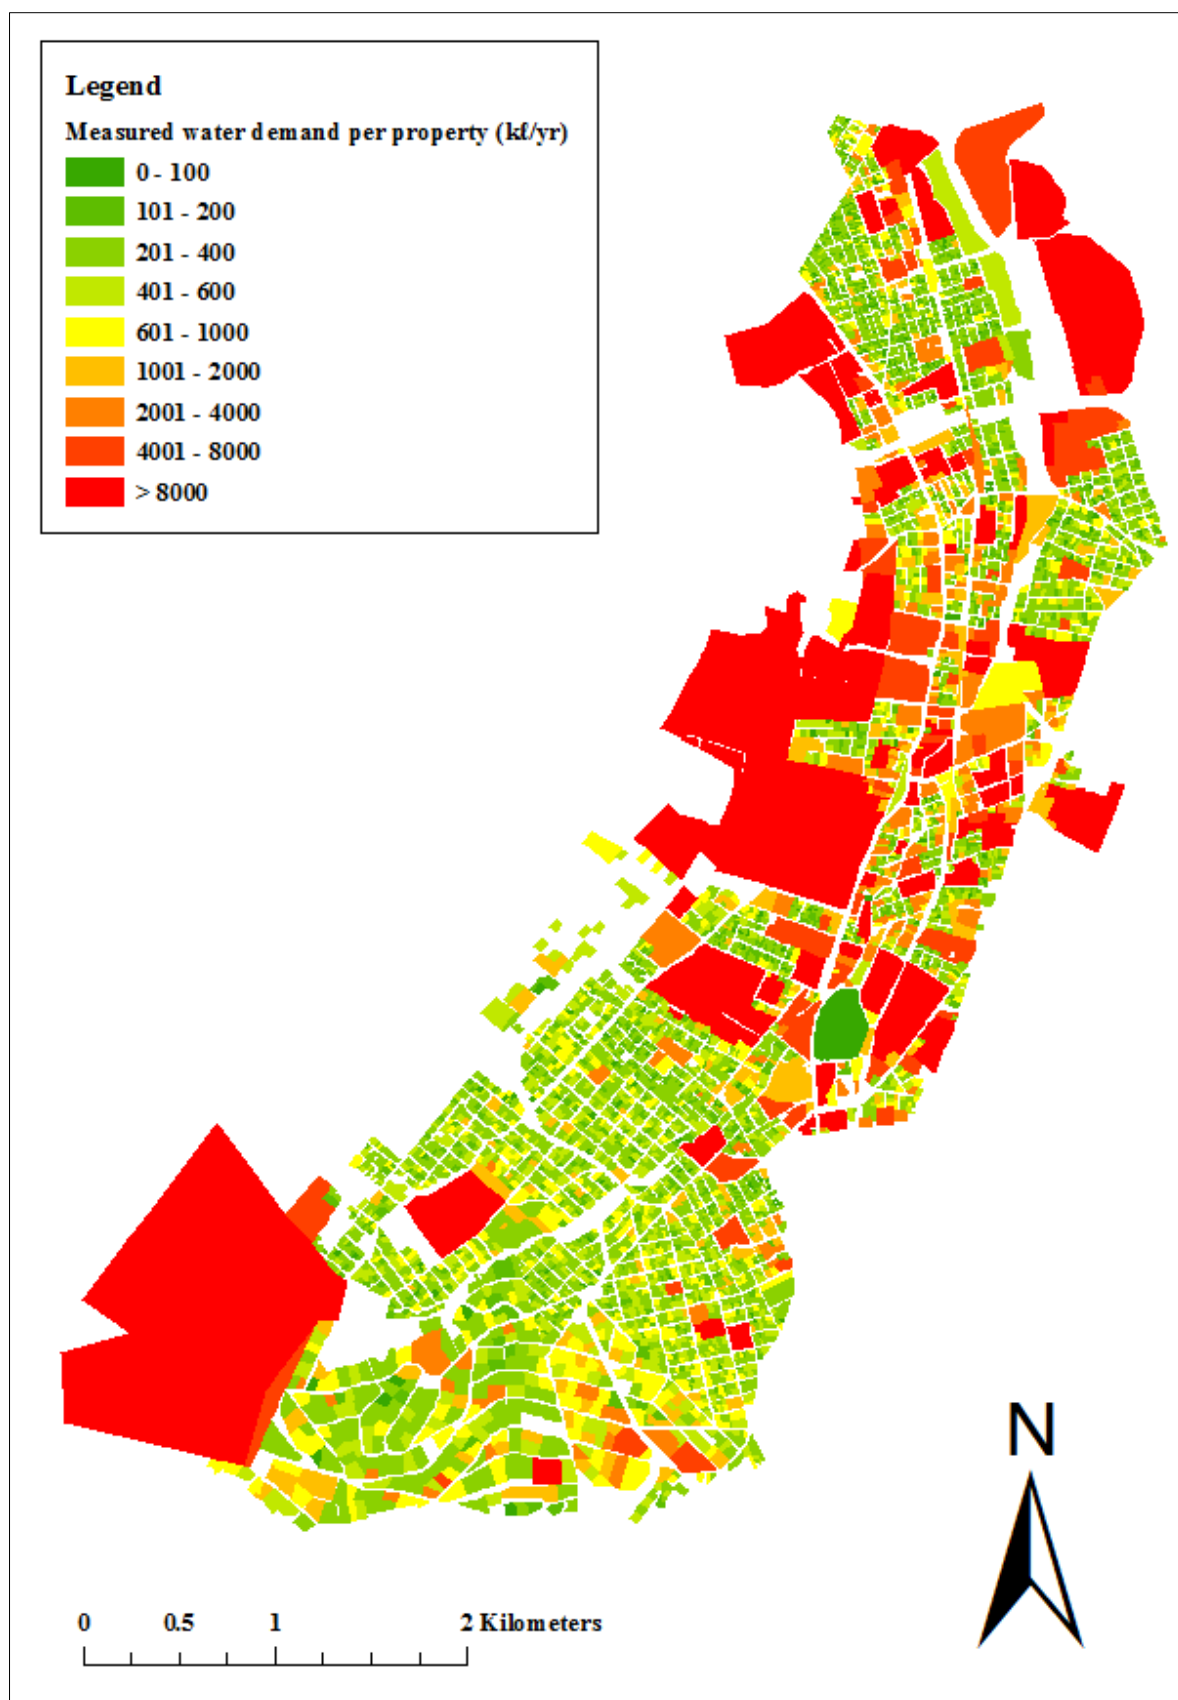 Legend
Measured water demand per property (kℓ/yr)
0 - 100
101 - 200
201 - 400
401 - 600
601 - 1000
1001 - 2000
2001 - 4000
4001 - 8000
> 8000
N
0 0.5 1 2 Kilometers